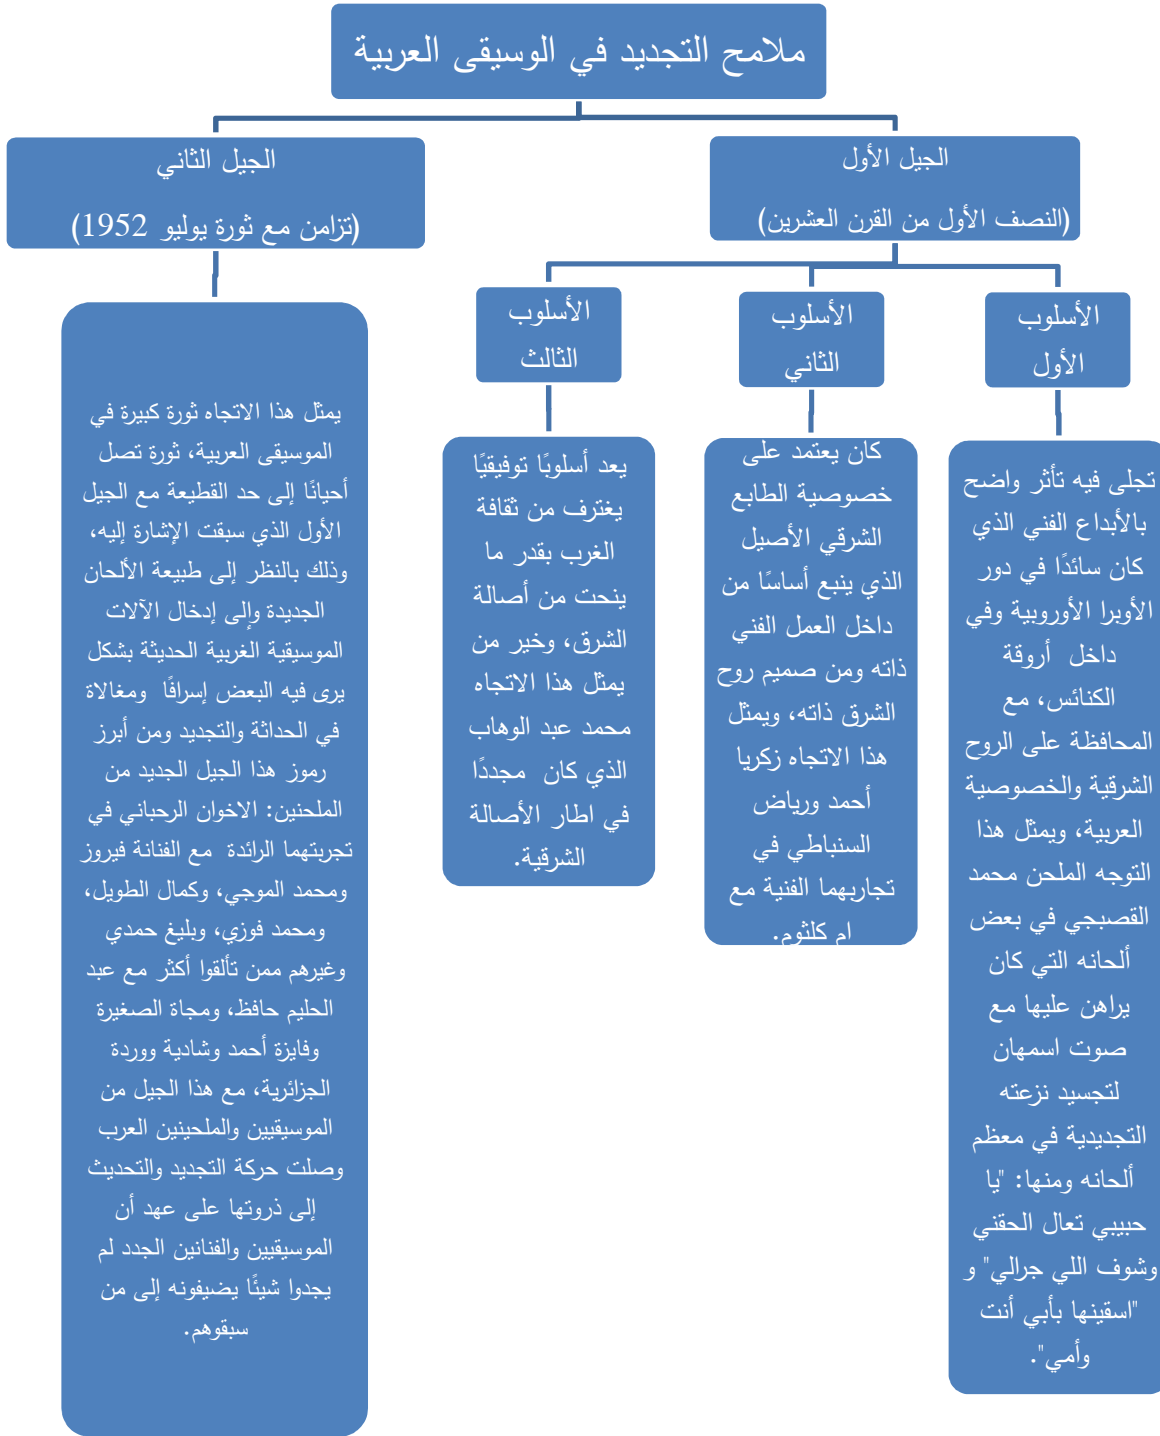 ملامح التجديد في الوسيقى العربية
الجيل الأول
(النصف الأول من القرن العشرين)
الأسلوب
الأول
تجلى فيه تأثر واضح
بالأبداع الفني الذي
كان سائدًا في دور
الأوبرا الأوروبية وفي
داخل أروقة
الكنائس، مع
المحافظة على الروح
الشرقية والخصوصية
العربية، ويمثل هذا
التوجه الملحن محمد
القصبجي في بعض
ألحانه التي كان
يراهن عليها مع
صوت اسمهان
لتجسيد نزعته
التجديدية في معظم
ألحانه ومنها: "يا
حبيبي تعال الحقني
وشوف اللي جرالي" و
"اسقينها بأبي أنت
وأمي".
الأسلوب
الثاني
كان يعتمد على
خصوصية الطابع
الشرقي الأصيل
الذي ينبع أساسًا من
داخل العمل الفني
ذاته ومن صميم روح
الشرق ذاته، ويمثل
هذا الاتجاه زكريا
أحمد ورياض
السنباطي في
تجاربهما الفنية مع
ام كلثوم.
الأسلوب
الثالث
يعد أسلوبًا توفيقيًا
يغترف من ثقافة
الغرب بقدر ما
ينحت من أصالة
الشرق، وخير من
يمثل هذا الاتجاه
محمد عبد الوهاب
الذي كان مجددًا
في اطار الأصالة
الشرقية.
الجيل الثاني
(تزامن مع ثورة يوليو 1952)
يمثل هذا الاتجاه ثورة كبيرة في
الموسيقى العربية، ثورة تصل
أحيانًا إلى حد القطيعة مع الجيل
الأول الذي سبقت الإشارة إليه،
وذلك بالنظر إلى طبيعة الألحان
الجديدة وإلى إدخال الآلات
الموسيقية الغربية الحديثة بشكل
يرى فيه البعض إسرافًا ومغالاة
في الحداثة والتجديد ومن أبرز
رموز هذا الجيل الجديد من
الملحنين: الاخوان الرحباني في
تجربتهما الرائدة مع الفنانة فيروز
ومحمد الموجي، وكمال الطويل،
ومحمد فوزي، وبليغ حمدي
وغيرهم ممن تألقوا أكثر مع عبد
الحليم حافظ، ومجاة الصغيرة
وفايزة أحمد وشادية ووردة
الجزائرية، مع هذا الجيل من
الموسيقيين والملحينين العرب
وصلت حركة التجديد والتحديث
إلى ذروتها على عهد أن
الموسيقيين والفنانين الجدد لم
يجدوا شيئًا يضيفونه إلى من
سبقوهم.